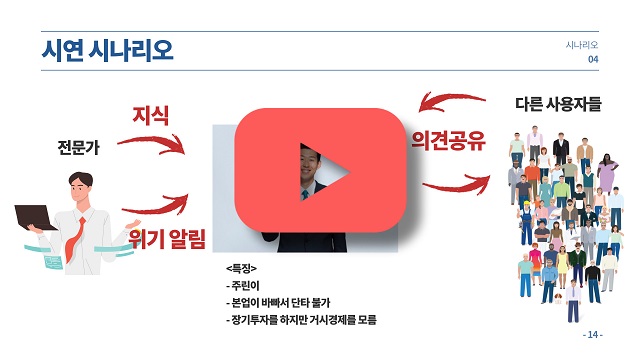 시연 시나리오
시나리오
04
지식
전문가
위기 알림
의견공유
다른 사용자들
<특징>
- 주린이
- 본업이 바빠서 단타 불가
- 장기투자를 하지만 거시경제를 모름
- 14 -